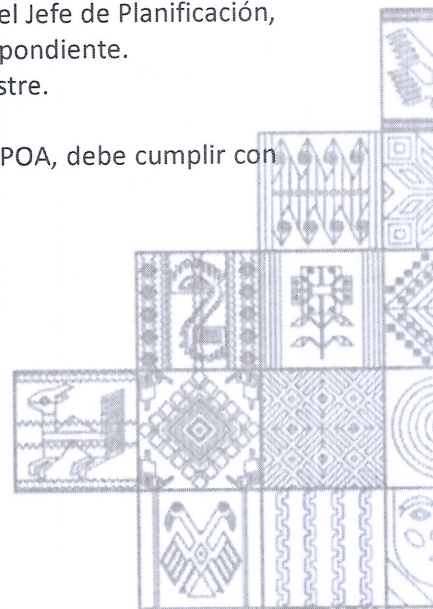 el Jefe de Planificación,
pondiente.
stre.
POA, debe cumplir con